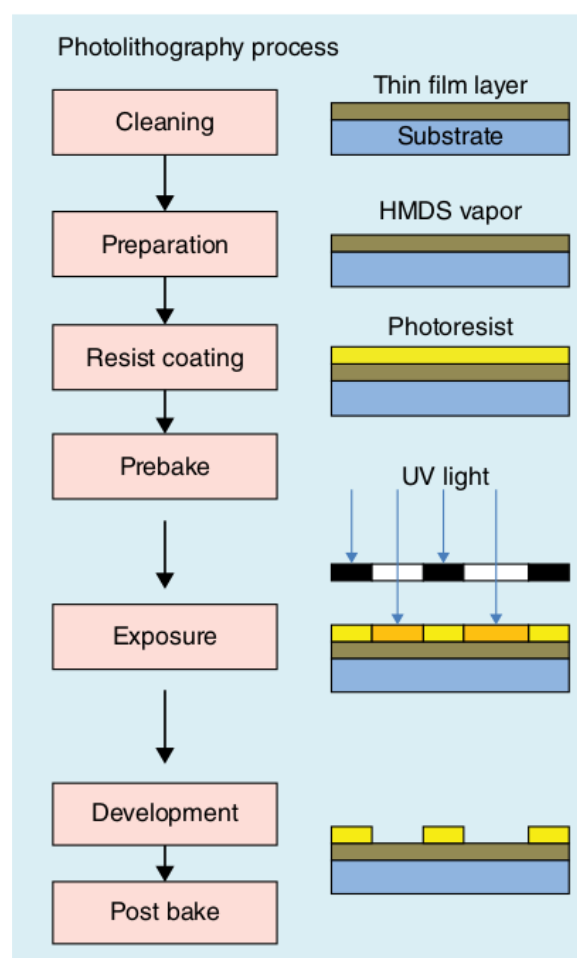 Photolithography process
Cleaning
Thin film layer
Substrate
Preparation
HMDS vapor
Resist coating
Photoresist
Prebake
UV light
Exposure
Development
Post bake